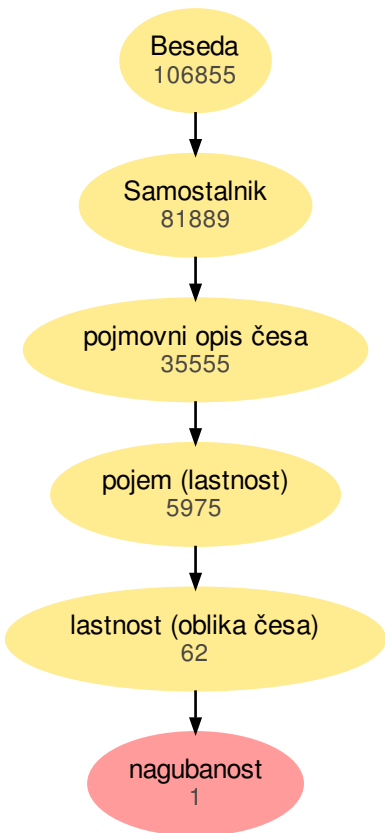 Beseda
106855
Samostalnik
81889
pojmovni opis česa
35555
pojem (lastnost)
5975
lastnost (oblika česa)
62
nagubanost
1